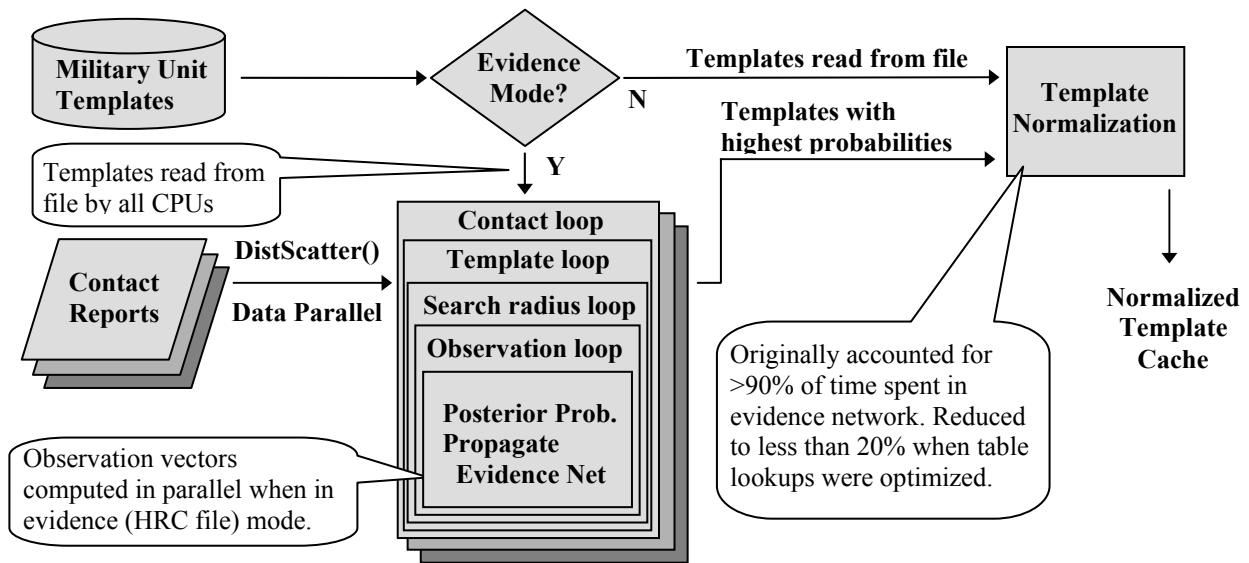 Military Unit
Templates
Evidence
Mode?
N
Y
Templates read from file
Templates with
highest probabilities
Template
Normalization
Templates read from
file by all CPUs
Contact
Reports
DistScatter()
Data Parallel
Contact loop
Template loop
Search radius loop
Observation loop
Posterior Prob.
Propagate
Evidence Net
Observation vectors
computed in parallel when in
evidence (HRC file) mode.
Originally accounted for
>90% of time spent in
evidence network. Reduced
to less than 20% when table
lookups were optimized.
Normalized
Template
Cache